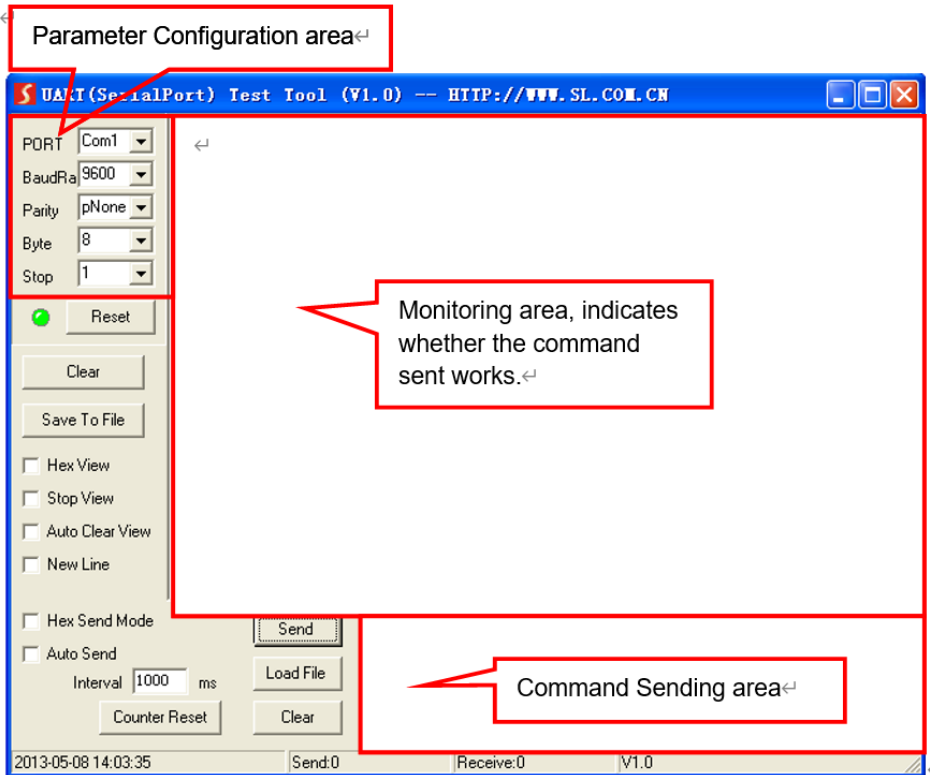 Parameter Configuration area↵
UART(SerialPort) Test Tool (V1.0) -- HTTP://WWW.SL.COM.CN
PORT Com1
BaudRa 9600
Parity pNone
Byte 8
Stop 1
Reset
Clear
Save To File
Hex View
Stop View
Auto Clear View
New Line
Monitoring area, indicates
whether the command
sent works.↵
Hex Send Mode
Send
Auto Send
Interval 1000 ms
Load File
Counter Reset
Clear
Command Sending area↵
2013-05-08 14:03:35 Send:0 Receive:0 V1.0